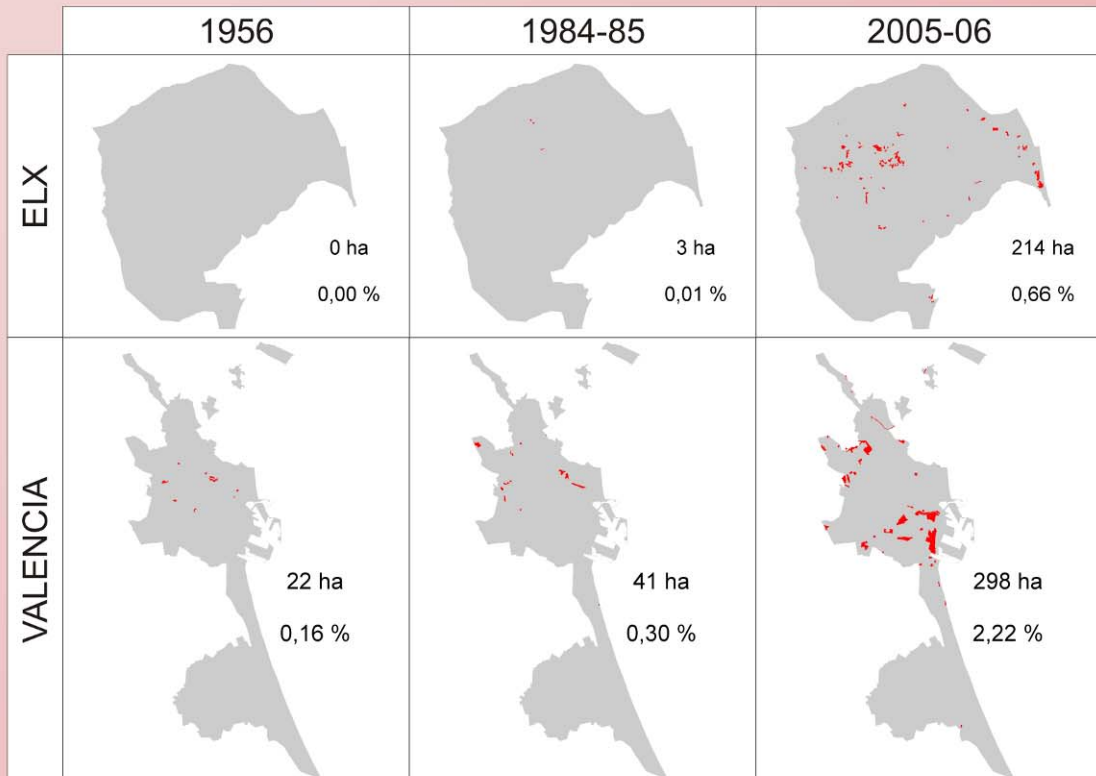 1956
1984-85
2005-06
ELX
0 ha
0,00 %
3 ha
0,01 %
214 ha
0,66 %
VALENCIA
22 ha
0,16 %
41 ha
0,30 %
298 ha
2,22 %